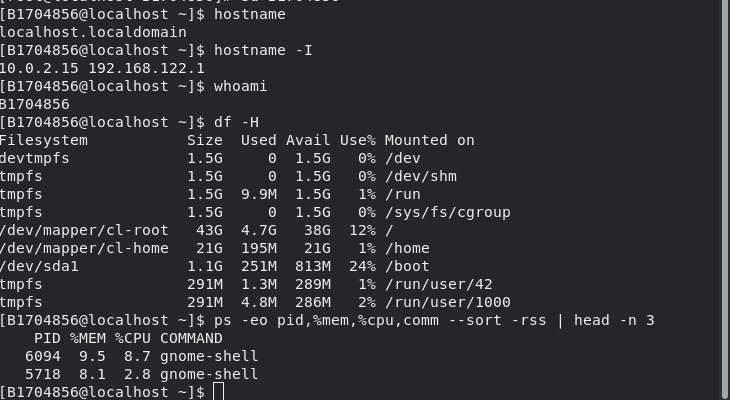 [B1704856@localhost ~]$ hostname
localhost.localdomain
[B1704856@localhost ~]$ hostname -I
10.0.2.15 192.168.122.1
[B1704856@localhost ~]$ whoami
B1704856
[B1704856@localhost ~]$ df -H
Filesystem           Size  Used Avail Use% Mounted on
devtmpfs             1.5G     0  1.5G   0% /dev
tmpfs                1.5G     0  1.5G   0% /dev/shm
tmpfs                1.5G  9.9M  1.5G   1% /run
tmpfs                1.5G     0  1.5G   0% /sys/fs/cgroup
/dev/mapper/cl-root   43G  4.7G   38G  12% /
/dev/mapper/cl-home   21G  195M   21G   1% /home
/dev/sda1            1.1G  251M  813M  24% /boot
tmpfs                291M  1.3M  289M   1% /run/user/42
tmpfs                291M  4.8M  286M   2% /run/user/1000
[B1704856@localhost ~]$ ps -eo pid,%mem,%cpu,comm --sort -rss | head -n 3
    PID %MEM %CPU COMMAND
   6094  9.5  8.7 gnome-shell
   5718  8.1  2.8 gnome-shell
[B1704856@localhost ~]$